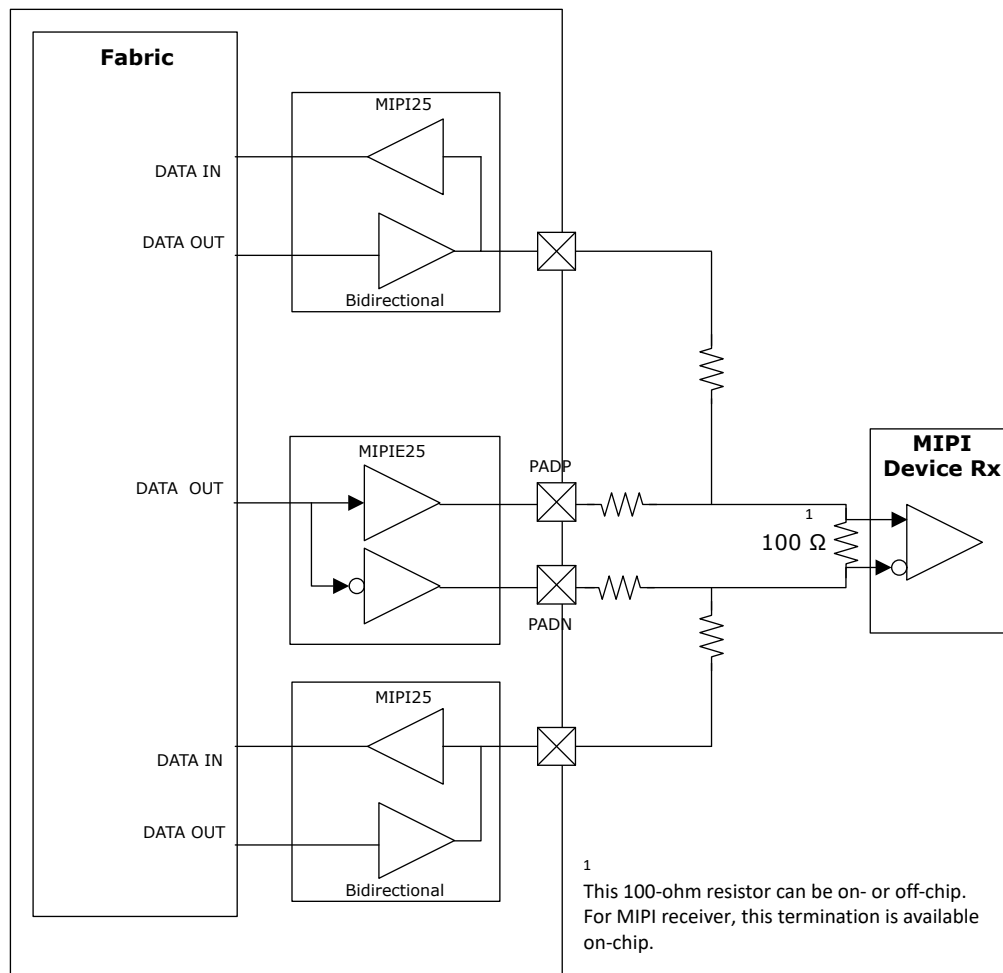 Fabric
MIPI25
DATA IN
DATA OUT
Bidirectional
MIPIE25
PADP
DATA  OUT
PADN
MIPI
Device Rx
1
100 Ω
MIPI25
DATA IN
DATA OUT
Bidirectional
1
This 100-ohm resistor can be on- or off-chip.
For MIPI receiver, this termination is available
on-chip.